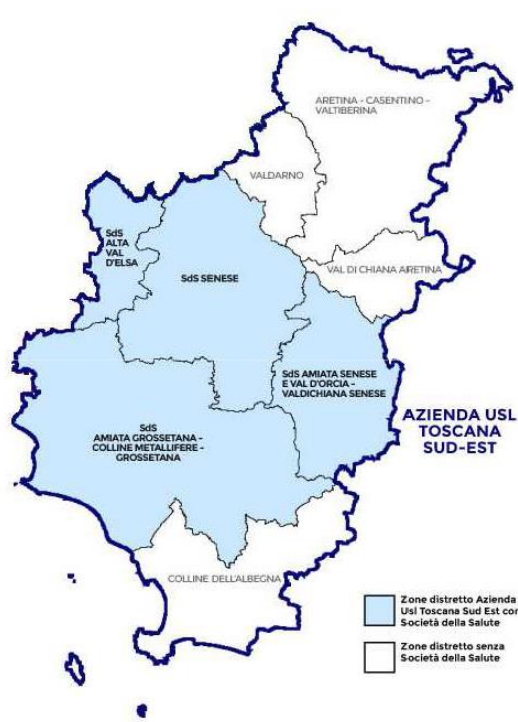 ARETINA - CASENTINO -
VALTIBERINA
VALDARNO
SdS
ALTA
VAL
D'ELSA
SdS SENESE
VAL DI CHIANA ARETINA
SdS AMIATA SENESE
E VAL D'ORCIA -
VALDICHIANA SENESE
AZIENDA USL
TOSCANA
SUD-EST
SdS
AMIATA GROSSETANA -
COLLINE METALLIFERE -
GROSSETANA
COLLINE DELL'ALBEGNA
Zone distretto Azienda
Usl Toscana Sud Est con
Società della Salute
Zone distretto senza
Società della Salute